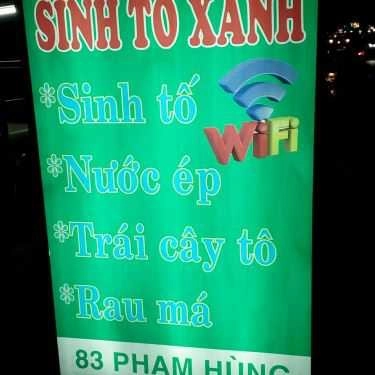 SINH TỐ XANH
*Sinh tố
WiFi
*Nước ép
*Trái cây tô
*Rau má
83 PHẠM HÙNG